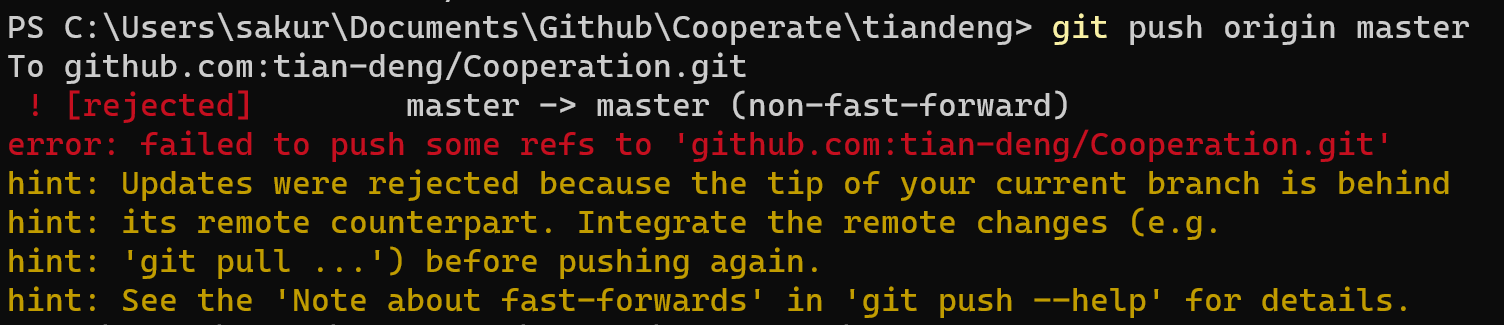 PS C:\Users\sakur\Documents\Github\Cooperate\tiandeng> git push origin master
To github.com:tian-deng/Cooperation.git
 ! [rejected]        master -> master (non-fast-forward)
error: failed to push some refs to 'github.com:tian-deng/Cooperation.git'
hint: Updates were rejected because the tip of your current branch is behind
hint: its remote counterpart. Integrate the remote changes (e.g.
hint: 'git pull ...') before pushing again.
hint: See the 'Note about fast-forwards' in 'git push --help' for details.